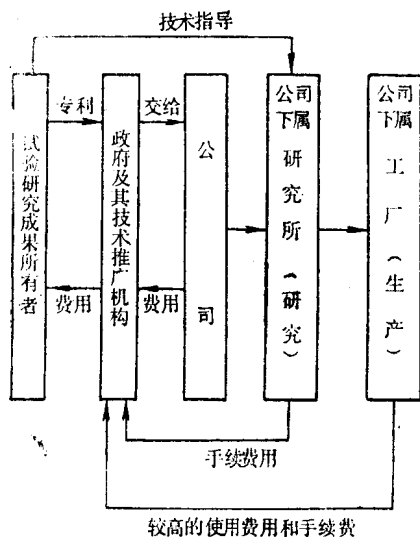 技术指导
试验研究成果所有者
专利
费用
政府及其技术推广机构
交给
费用
公司
公司下属研究所(研究)
公司下属工厂(生产)
手续费用
较高的使用费用和手续费